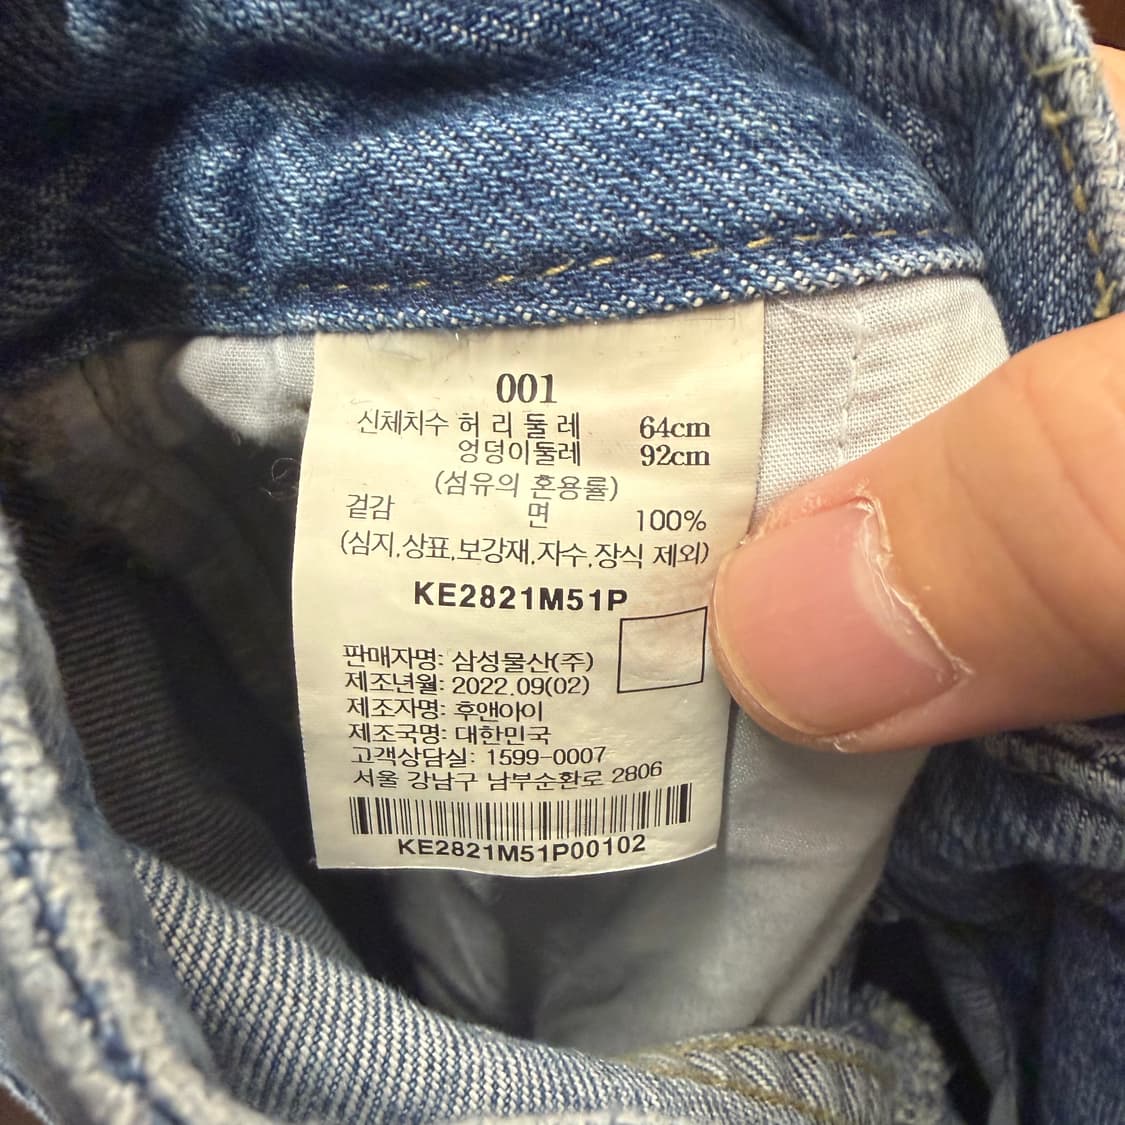 001
신체치수 허 리 둘 레 64cm
엉덩이둘레 92cm
(섬유의 혼용률)
겉감 면 100%
(심지,상표,보강재,자수,장식 제외)
KE2821M51P
판매자명: 삼성물산(주)
제조년월: 2022.09(02)
제조자명: 후앤아이
제조국명: 대한민국
고객상담실: 1599-0007
서울 강남구 남부순환로 2806
KE2821M51P00102